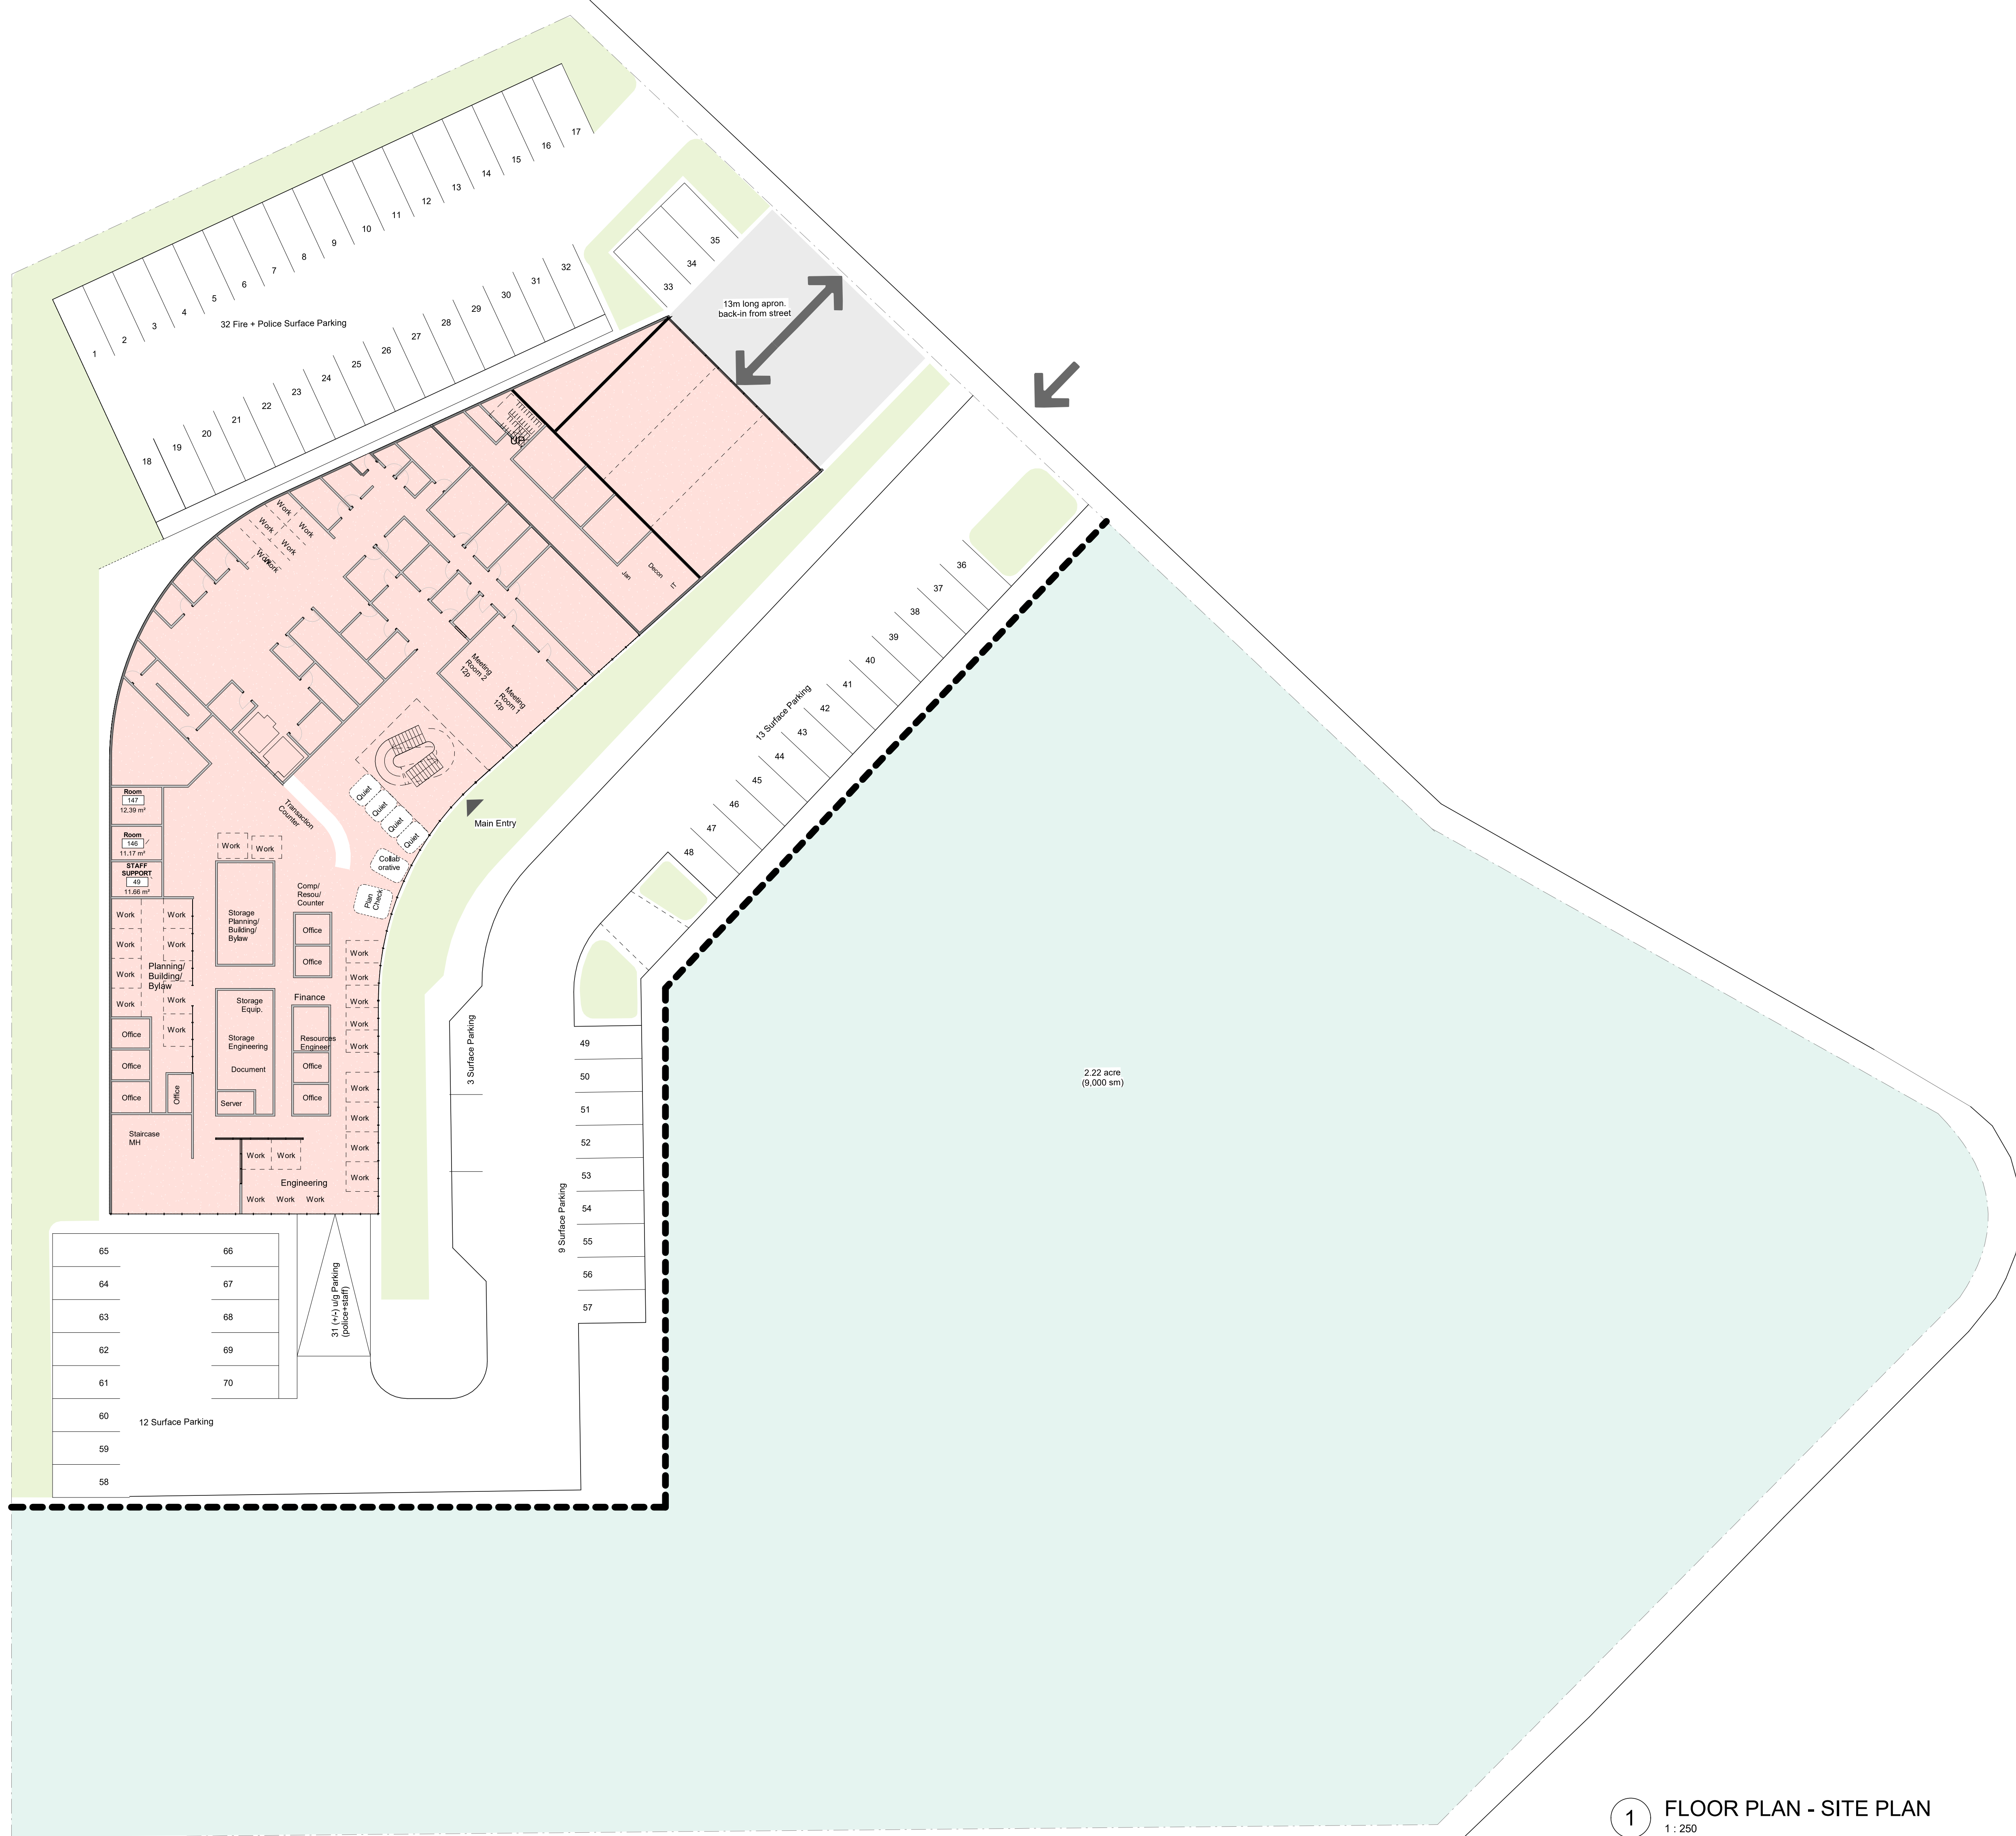 17
16
15
14
13
12
11
10
9
8
7
6
5
4
3
2
1
32 Fire + Police Surface Parking
35
34
33
13m long apron.
back-in from street
32
31
30
29
28
27
26
25
24
23
22
21
20
19
18
UP
Work
Work
Work
Work
Work
Work
Jan
Decon
IT
Meeting
Room 2
12p
Meeting
Room 1
12p
36
37
38
39
40
41
42
43
44
45
46
47
48
13 Surface Parking
Room
147
12.39 m²
Room
146
11.17 m²
STAFF
SUPPORT
49
11.66 m²
Transaction
Counter
Quiet
Quiet
Quiet
Quiet
Main Entry
Collab
orative
Plan
Check
Work
Work
Comp/
Resou/
Counter
Work
Work
Work
Work
Work
Work
Work
Work
Planning/
Building/
Bylaw
Storage
Planning/
Building/
Bylaw
Office
Office
Finance
Storage
Equip.
Storage
Engineering
Document
Server
Resources
Engineer
Office
Office
Office
Office
Office
Office
Work
Work
Work
Work
Work
Work
Work
Work
Work
Staircase
MH
Work
Work
Engineering
Work
Work
Work
3 Surface Parking
49
50
51
52
53
54
55
56
57
9 Surface Parking
2.22 acre
(9,000 sm)
31 (+/-) u/g Parking
(police+staff)
65
64
63
62
61
60
59
58
66
67
68
69
70
12 Surface Parking
1
FLOOR PLAN - SITE PLAN
1 : 250